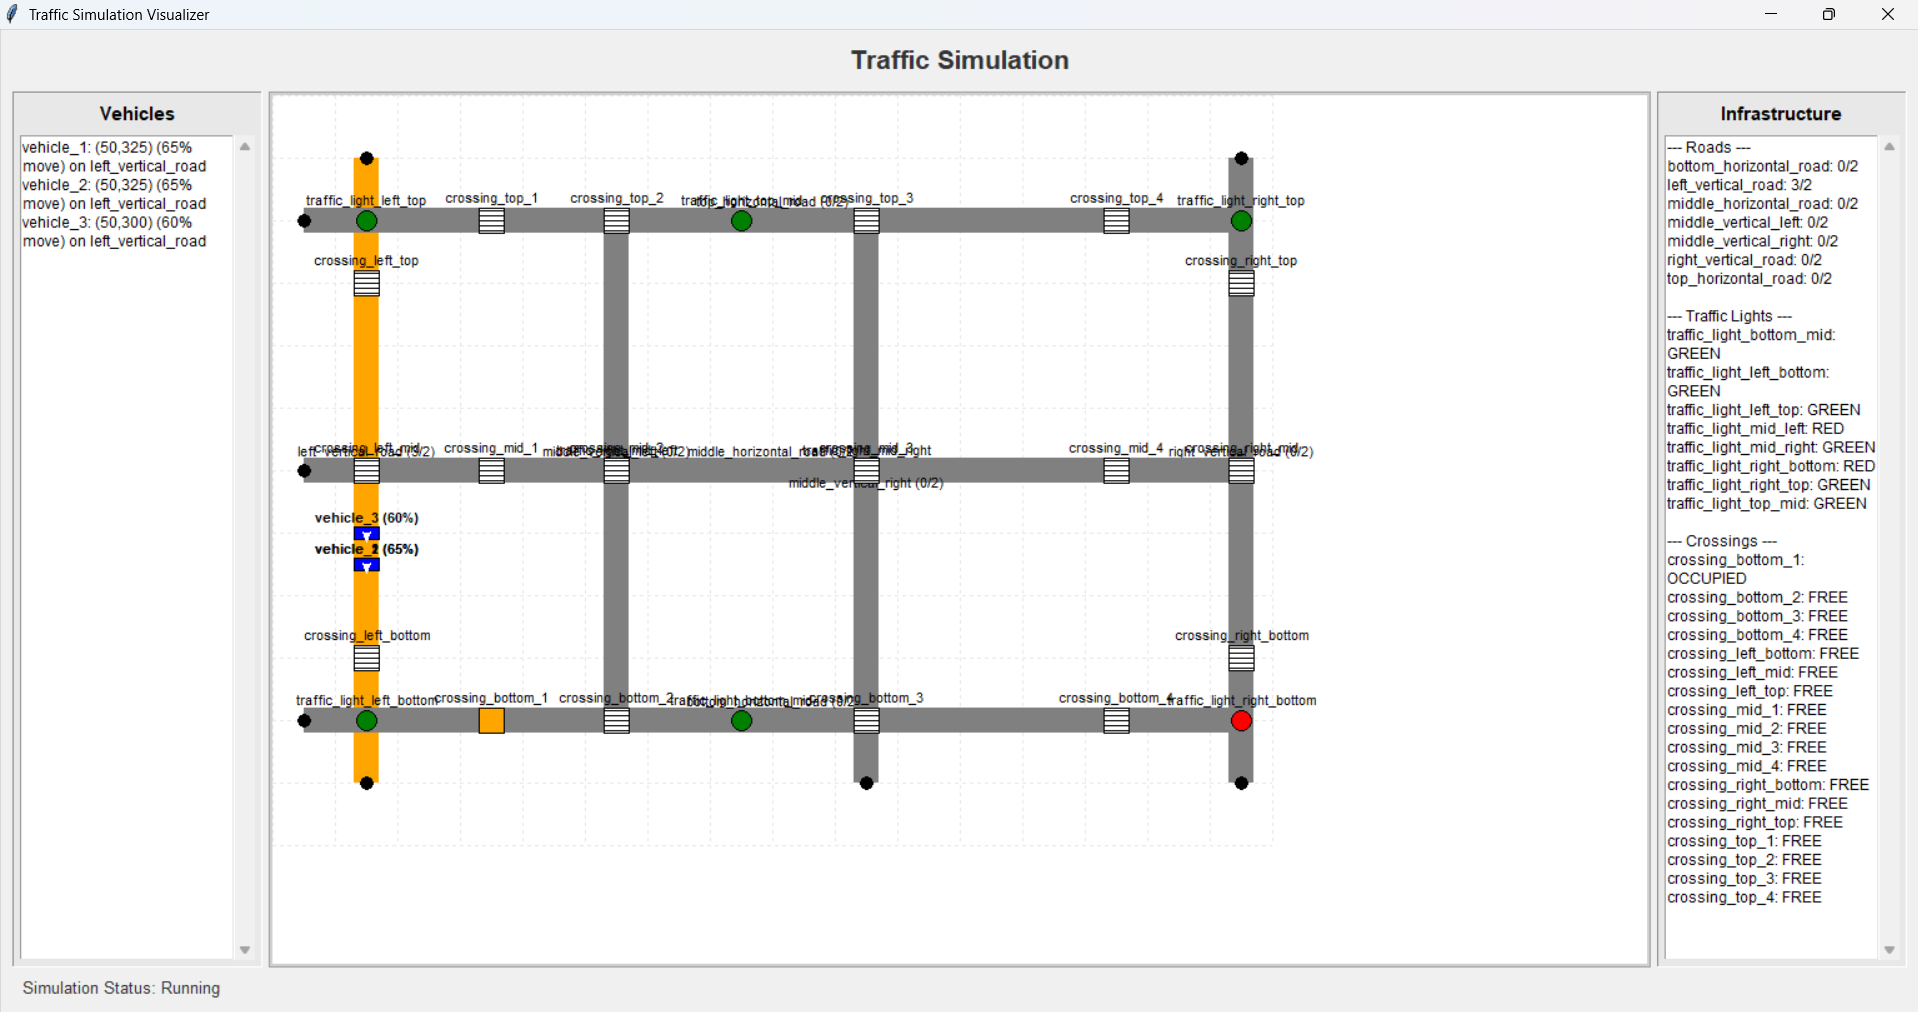 Traffic Simulation Visualizer
Traffic Simulation
Vehicles
vehicle_1: (50,325) (65%
move) on left_vertical_road
vehicle_2: (50,325) (65%
move) on left_vertical_road
vehicle_3: (50,300) (60%
move) on left_vertical_road
traffic_light_left_top
crossing_top_1
crossing_top_2
traffic_light_top_mid
top_horizontal_road (0/2)
crossing_top_3
crossing_top_4
traffic_light_right_top
crossing_left_top
crossing_right_top
crossing_left_mid
left_vertical_road (3/2)
crossing_mid_1
crossing_mid_2
middle_vertical_left (0/2)
middle_horizontal_road (0/2)
crossing_mid_3
crossing_mid_4
crossing_right_mid
right_vertical_road (0/2)
middle_vertical_right (0/2)
vehicle_3 (60%)
(65%)
crossing_left_bottom
crossing_right_bottom
traffic_light_left_bottom
crossing_bottom_1
crossing_bottom_2
traffic_light_bottom_mid
bottom_horizontal_road (0/2)
crossing_bottom_3
crossing_bottom_4
traffic_light_right_bottom
Infrastructure
--- Roads ---
bottom_horizontal_road: 0/2
left_vertical_road: 3/2
middle_horizontal_road: 0/2
middle_vertical_left: 0/2
middle_vertical_right: 0/2
right_vertical_road: 0/2
top_horizontal_road: 0/2
--- Traffic Lights ---
traffic_light_bottom_mid:
GREEN
traffic_light_left_bottom:
GREEN
traffic_light_left_top: GREEN
traffic_light_mid_left: RED
traffic_light_mid_right: GREEN
traffic_light_right_bottom: RED
traffic_light_right_top: GREEN
traffic_light_top_mid: GREEN
--- Crossings ---
crossing_bottom_1:
OCCUPIED
crossing_bottom_2: FREE
crossing_bottom_3: FREE
crossing_bottom_4: FREE
crossing_left_bottom: FREE
crossing_left_mid: FREE
crossing_left_top: FREE
crossing_mid_1: FREE
crossing_mid_2: FREE
crossing_mid_3: FREE
crossing_mid_4: FREE
crossing_right_bottom: FREE
crossing_right_mid: FREE
crossing_right_top: FREE
crossing_top_1: FREE
crossing_top_2: FREE
crossing_top_3: FREE
crossing_top_4: FREE
Simulation Status: Running